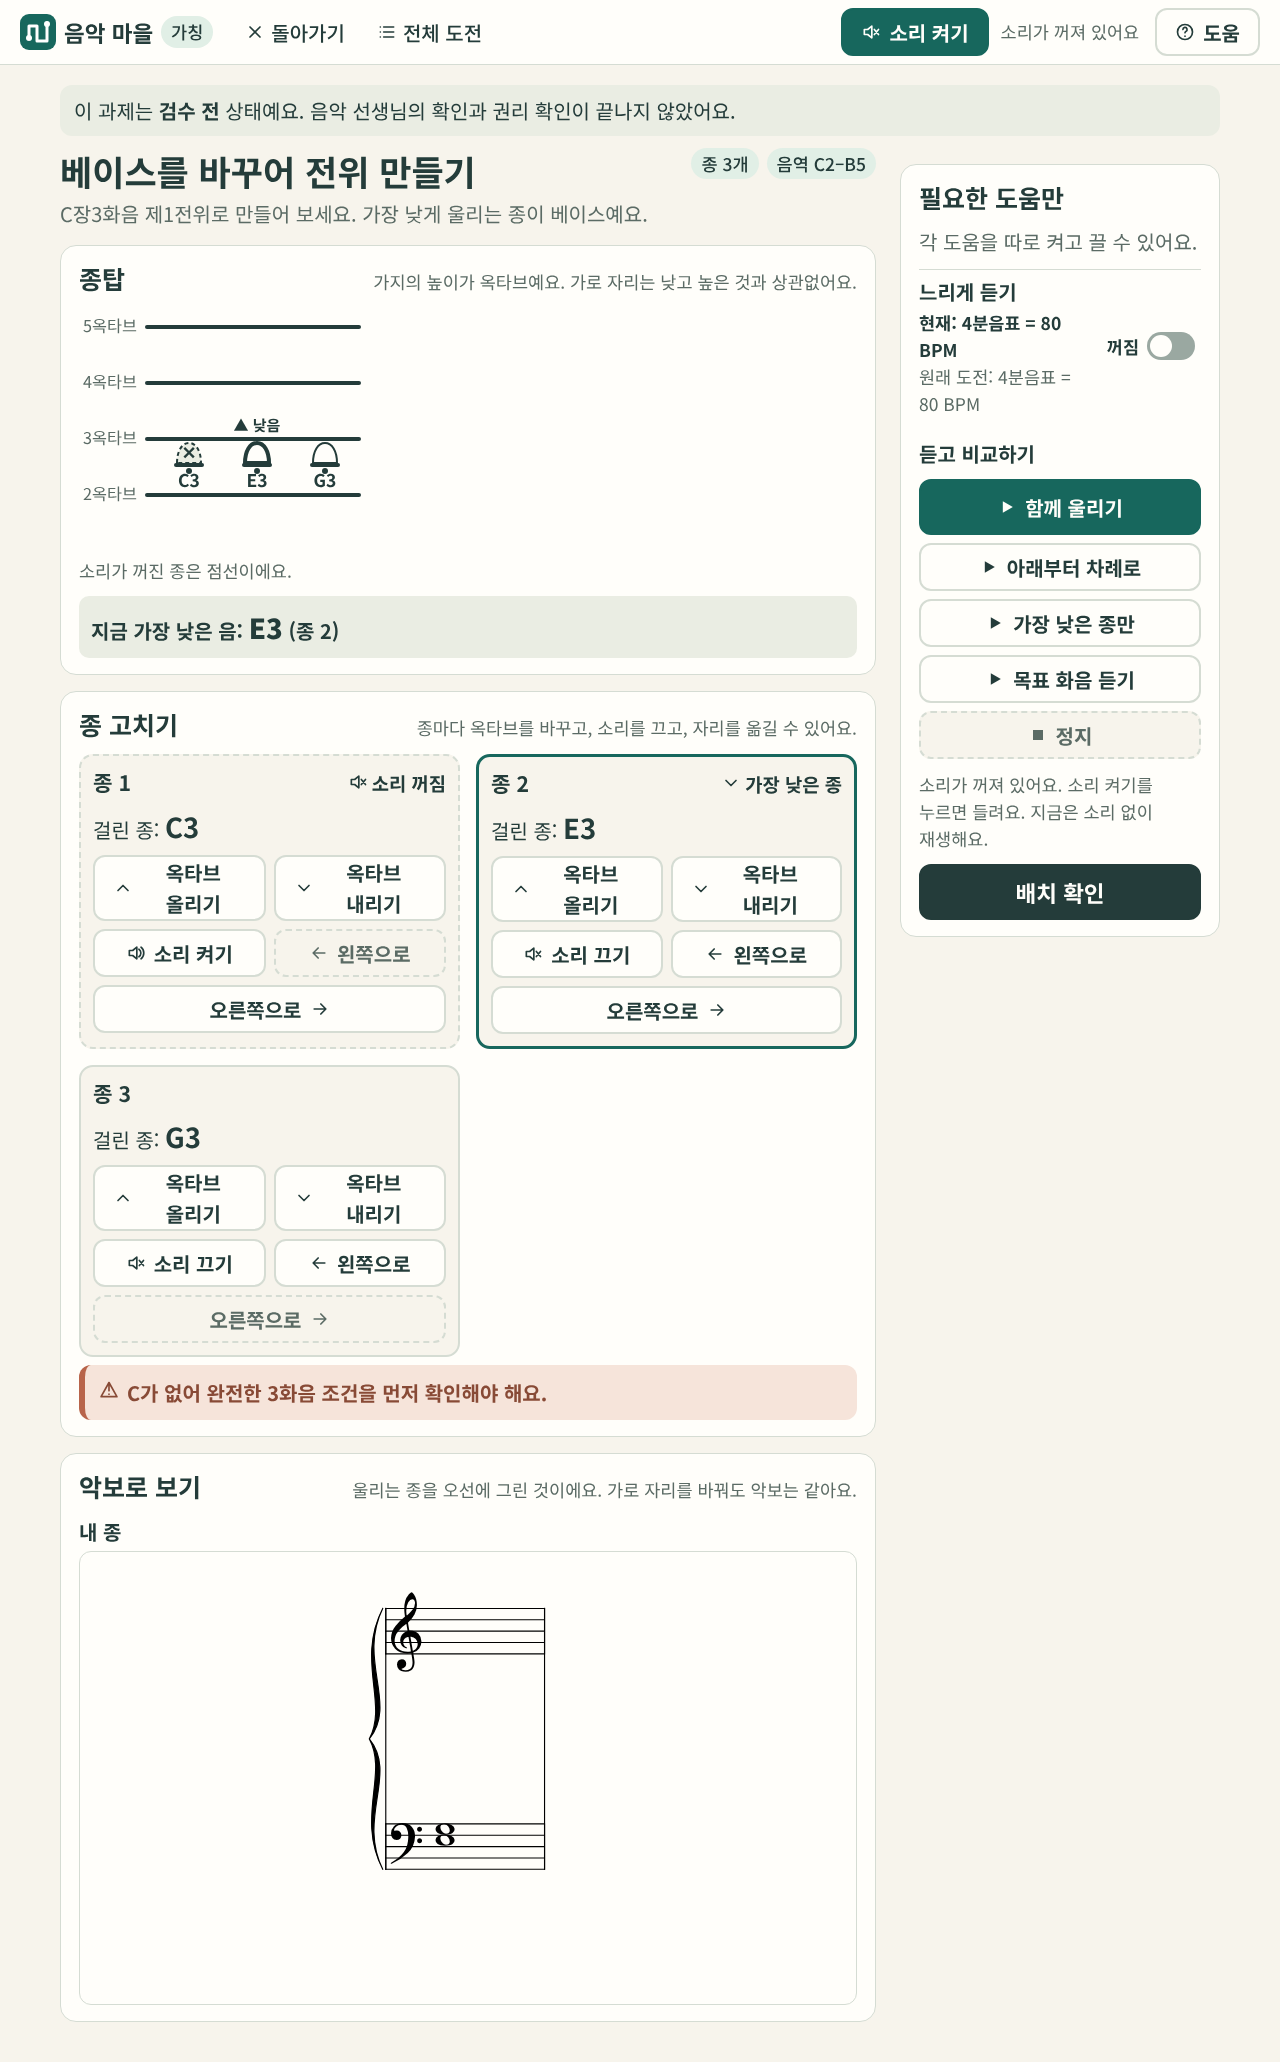 음악 마을 가칭 돌아가기 전체 도전 소리 켜기 소리가 꺼져 있어요 도움
이 과제는 검수 전 상태예요. 음악 선생님의 확인과 권리 확인이 끝나지 않았어요.
베이스를 바꾸어 전위 만들기
종 3개 음역 C2–B5
C장3화음 제1전위로 만들어 보세요. 가장 낮게 울리는 종이 베이스예요.
종탑
가지의 높이가 옥타브예요. 가로 자리는 낮고 높은 것과 상관없어요.
5옥타브
4옥타브
▲ 낮음
3옥타브
C3 E3 G3
2옥타브
소리가 꺼진 종은 점선이에요.
지금 가장 낮은 음: E3 (종 2)
종 고치기
종마다 옥타브를 바꾸고, 소리를 끄고, 자리를 옮길 수 있어요.
종 1 소리 꺼짐
걸린 종: C3
옥타브
올리기
옥타브
내리기
소리 켜기
왼쪽으로
오른쪽으로
종 2 가장 낮은 종
걸린 종: E3
옥타브
올리기
옥타브
내리기
소리 끄기
왼쪽으로
오른쪽으로
종 3
걸린 종: G3
옥타브
올리기
옥타브
내리기
소리 끄기
왼쪽으로
오른쪽으로
C가 없어 완전한 3화음 조건을 먼저 확인해야 해요.
악보로 보기
울리는 종을 오선에 그린 것이에요. 가로 자리를 바꿔도 악보는 같아요.
내 종
필요한 도움만
각 도움을 따로 켜고 끌 수 있어요.
느리게 듣기
현재: 4분음표 = 80
BPM
꺼짐
원래 도전: 4분음표 =
80 BPM
듣고 비교하기
함께 울리기
아래부터 차례로
가장 낮은 종만
목표 화음 듣기
정지
소리가 꺼져 있어요. 소리 켜기를
누르면 들려요. 지금은 소리 없이
재생해요.
배치 확인